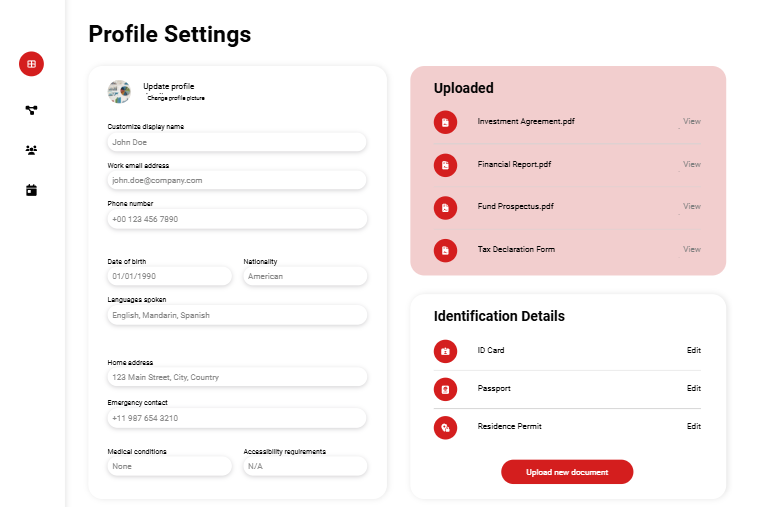 Profile Settings
Update profile
Change profile picture
Customize display name
John Doe
Work email address
john.doe@company.com
Phone number
+00 123 456 7890
Date of birth
Nationality
01/01/1990
American
Languages spoken
English, Mandarin, Spanish
Home address
123 Main Street, City, Country
Emergency contact
+11 987 654 3210
Medical conditions
Accessibility requirements
None
N/A
Uploaded
Investment Agreement.pdf
View
Financial Report.pdf
View
Fund Prospectus.pdf
View
Tax Declaration Form
View
Identification Details
ID Card
Edit
Passport
Edit
Residence Permit
Edit
Upload new document